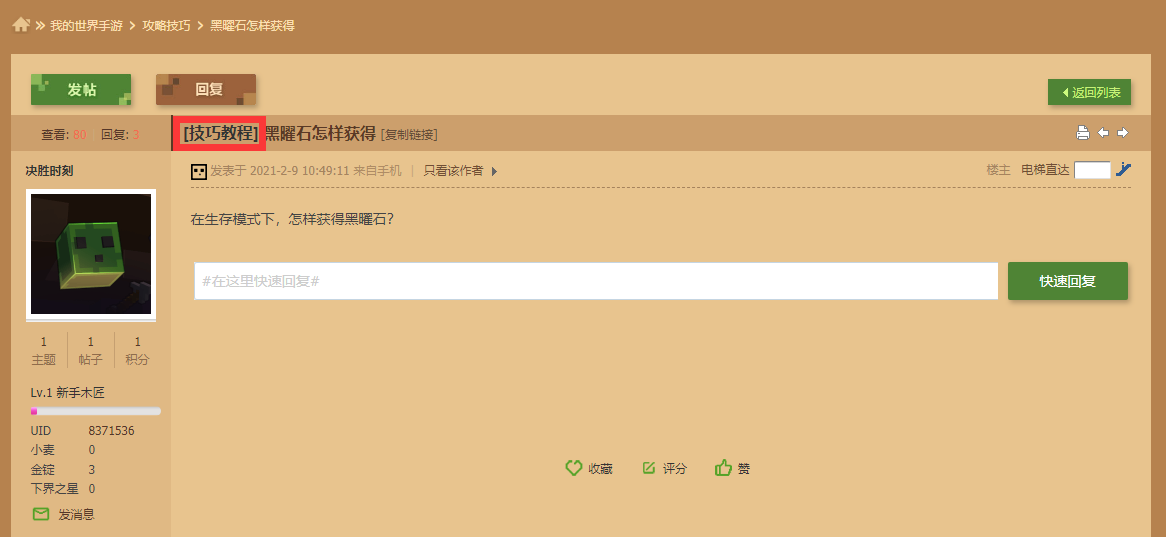 我的世界手游 > 攻略技巧 > 黑曜石怎样获得
发帖 回复
返回列表
查看: 80 回复: 3
[技巧教程] 黑曜石怎样获得 [复制链接]
决胜时刻
发表于 2021-2-9 10:49:11 来自手机 | 只看该作者
楼主 电梯直达
在生存模式下，怎样获得黑曜石？
#在这里快速回复#
快速回复
1 1 1
主题 帖子 积分
Lv.1 新手木匠
UID 8371536
小麦 0
金锭 3
下界之星 0
发消息
收藏 评分 赞